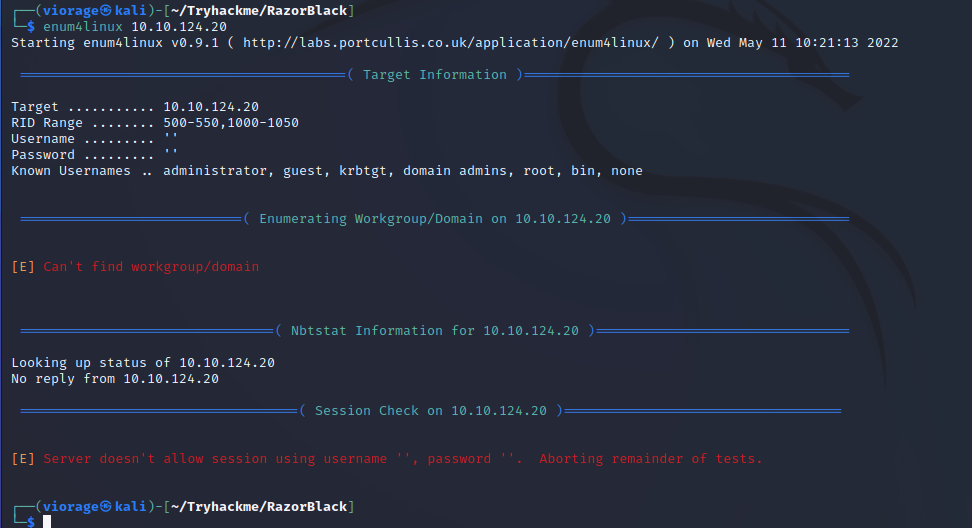 ┌──(viorage㉿kali)-[~/Tryhackme/RazorBlack]
└─$ enum4linux 10.10.124.20
Starting enum4linux v0.9.1 ( http://labs.portcullis.co.uk/application/enum4linux/ ) on Wed May 11 10:21:13 2022
=========================================( Target Information )=========================================
Target ........... 10.10.124.20
RID Range ........ 500-550,1000-1050
Username ......... ''
Password ......... ''
Known Usernames .. administrator, guest, krbtgt, domain admins, root, bin, none
============================( Enumerating Workgroup/Domain on 10.10.124.20 )============================
[E] Can't find workgroup/domain
================================( Nbtstat Information for 10.10.124.20 )================================
Looking up status of 10.10.124.20
No reply from 10.10.124.20
===================================( Session Check on 10.10.124.20 )===================================
[E] Server doesn't allow session using username '', password ''.  Aborting remainder of tests.
┌──(viorage㉿kali)-[~/Tryhackme/RazorBlack]
└─$